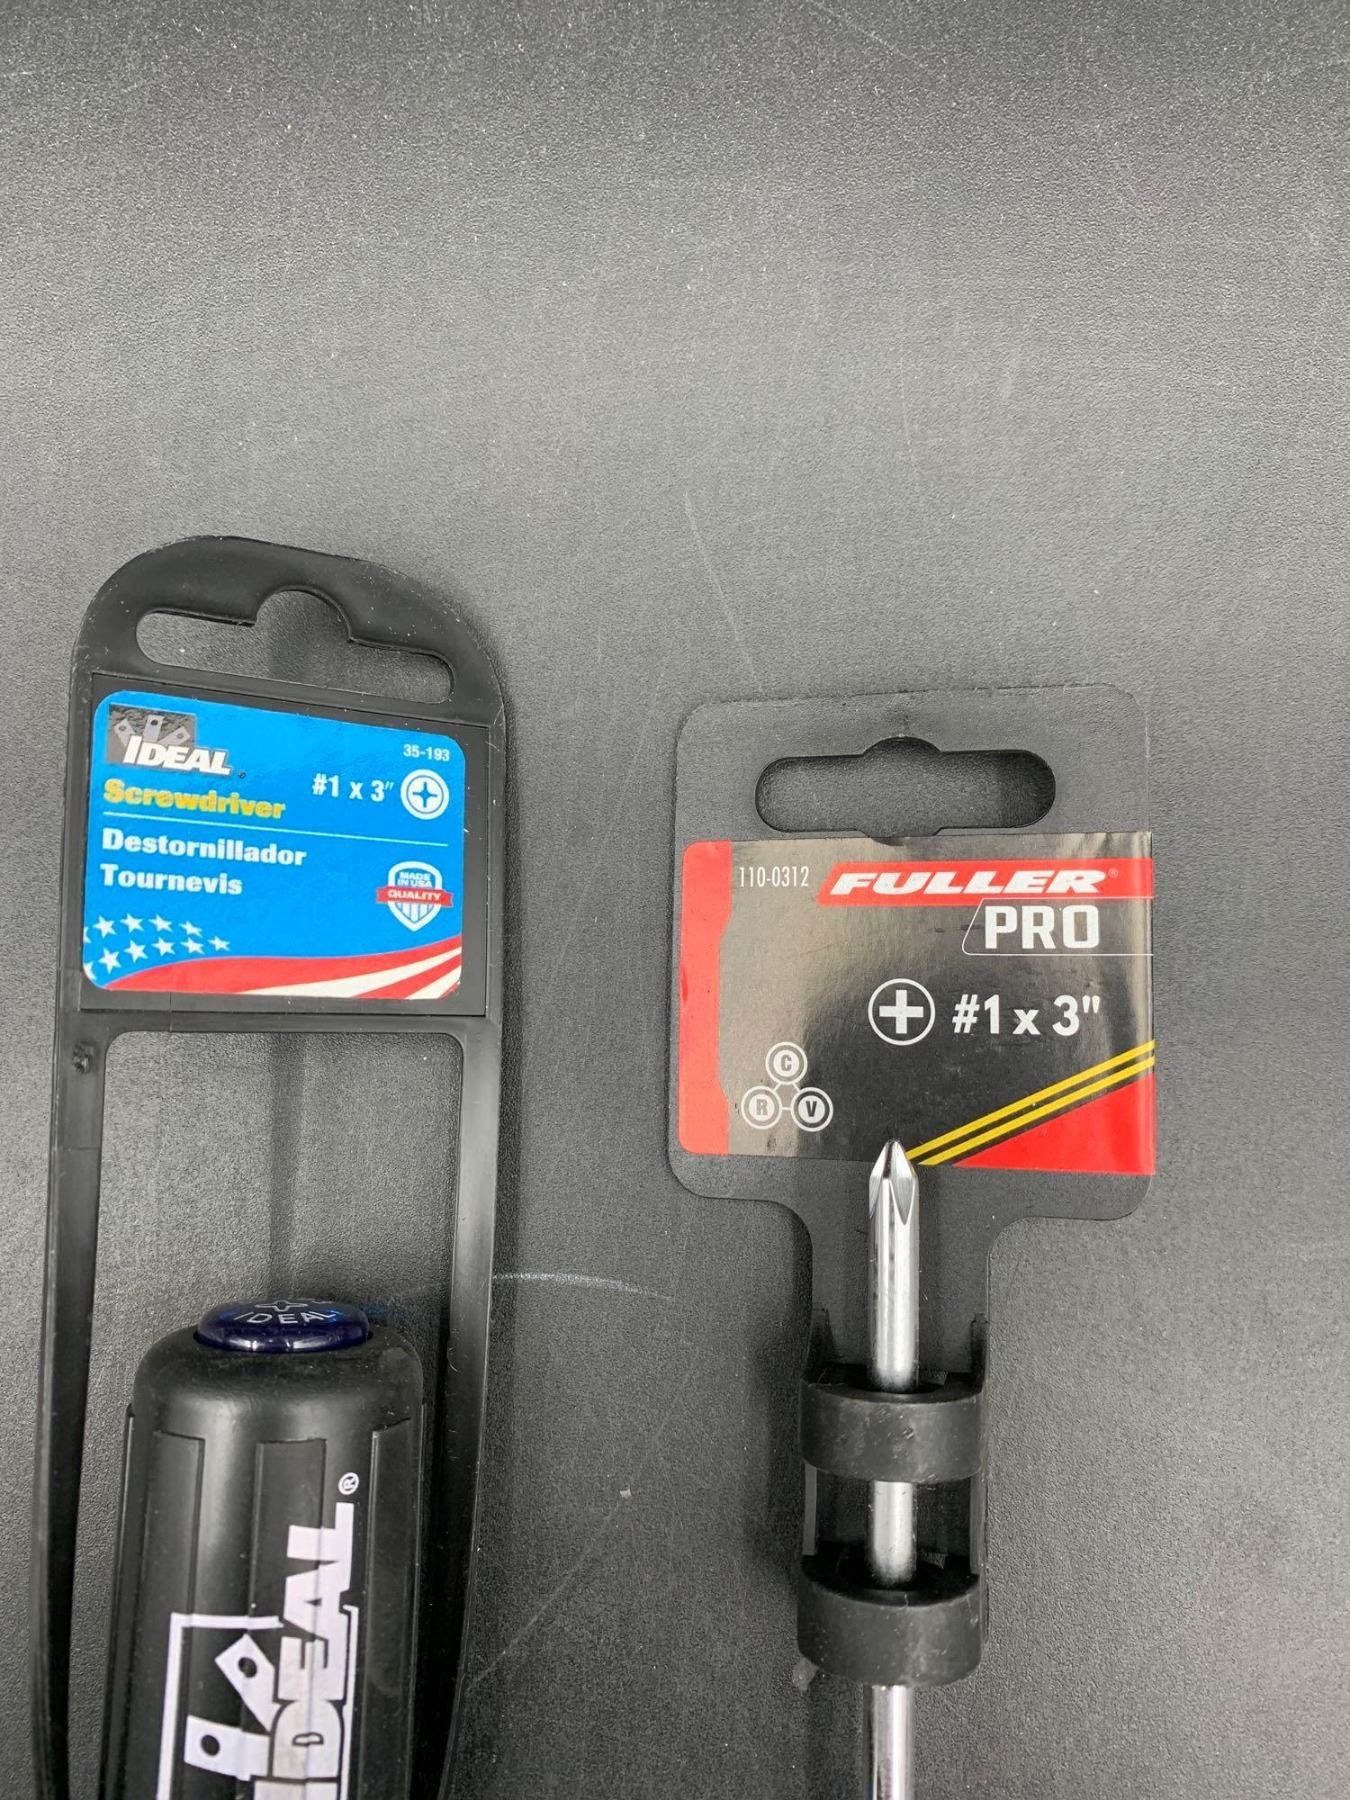 IDEAL
35-193
Screwdriver
#1 x 3"
Destornillador
Tournevis
MADE
IN USA
QUALITY
IDEAL
IDEAL®
110-0312
FULLER®
PRO
#1 x 3"
C
R V